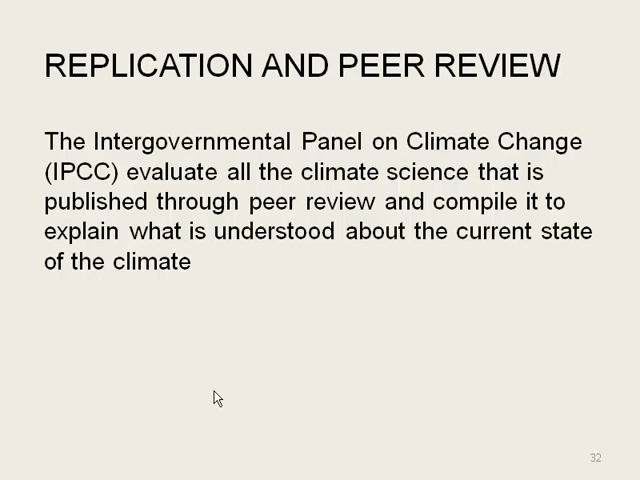 REPLICATION AND PEER REVIEW
The Intergovernmental Panel on Climate Change
(IPCC) evaluate all the climate science that is
published through peer review and compile it to
explain what is understood about the current state
of the climate
32